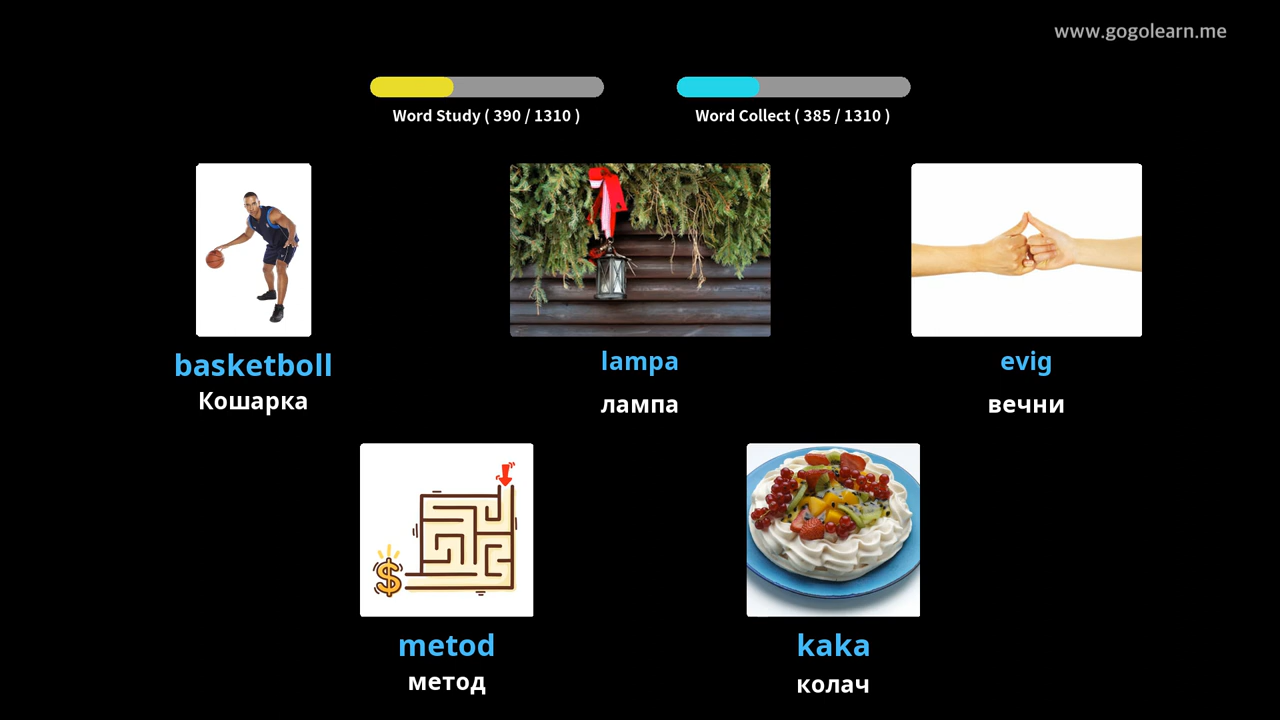 www.gogolearn.me
Word Study ( 390 / 1310 )
Word Collect ( 385 / 1310 )
basketboll
Кошарка
lampa
лампа
evig
вечни
metod
метод
kaka
колач